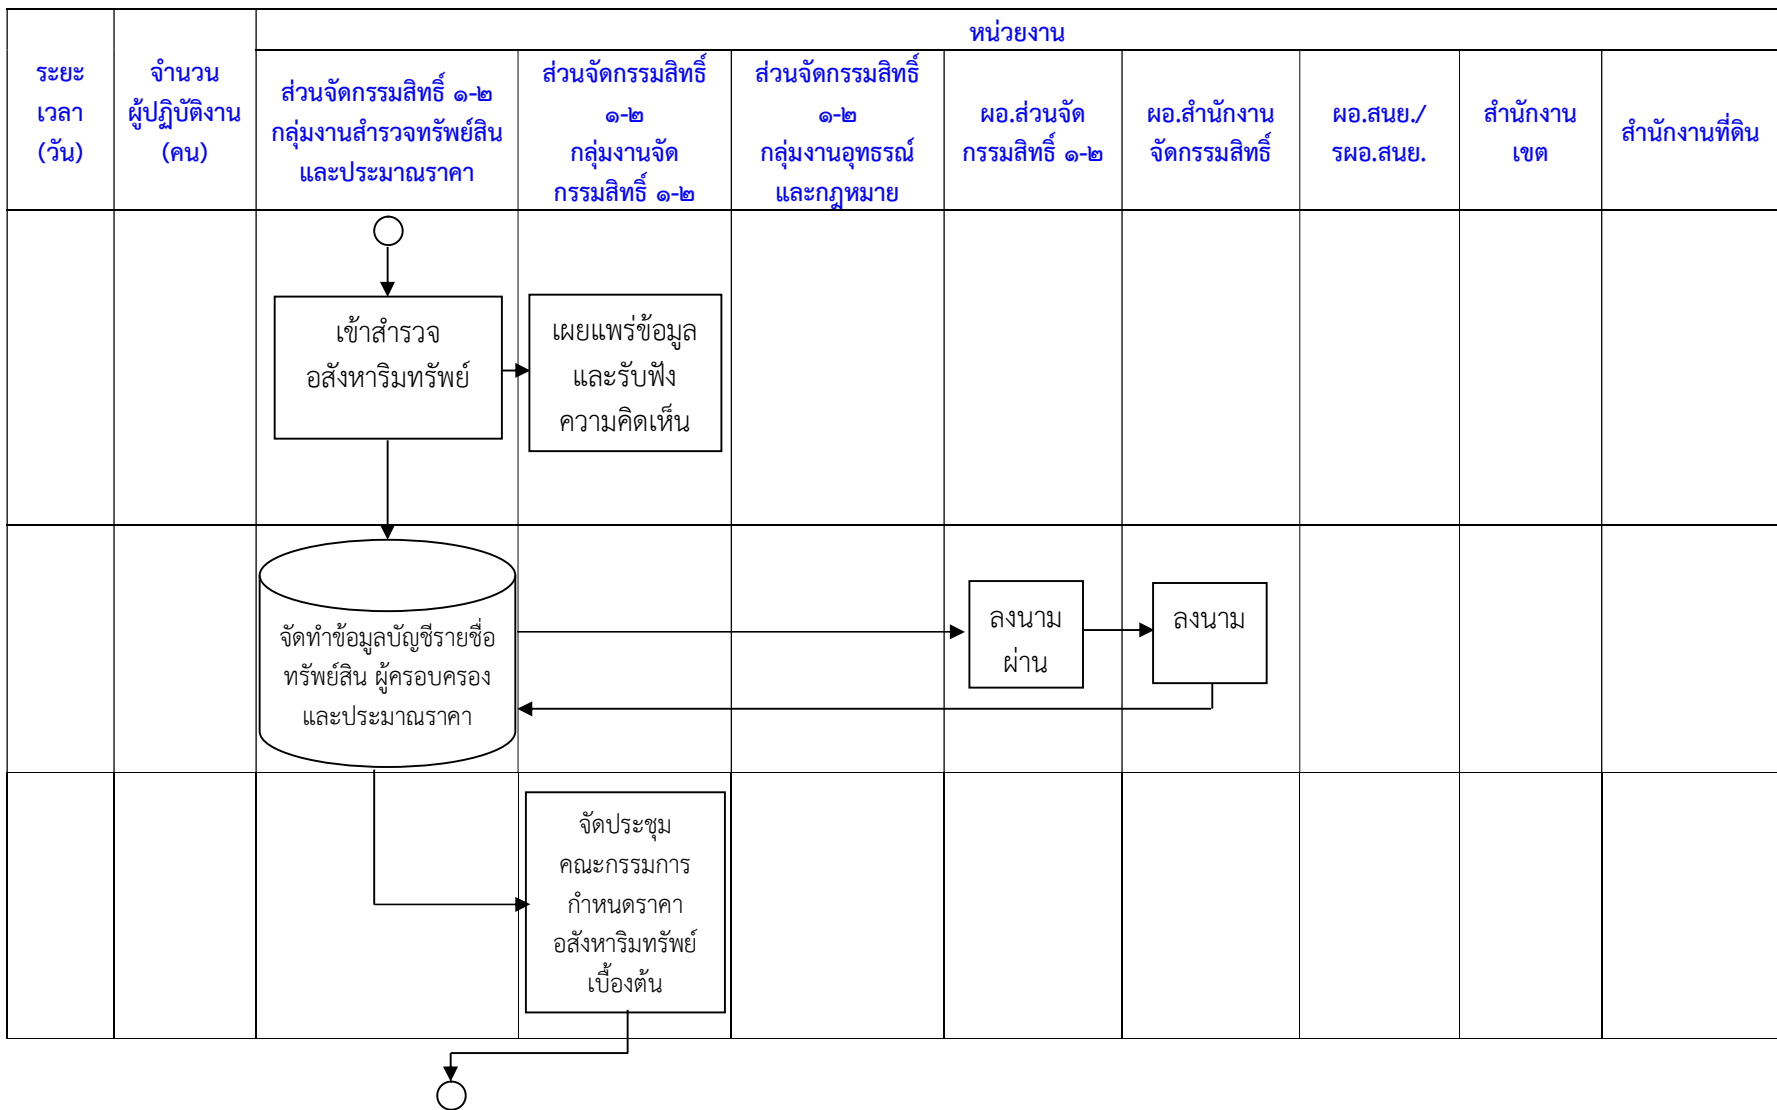 หน่วยงาน
ระยะ
เวลา
(วัน)
จำนวน
ผู้ปฏิบัติงาน
(คน)
ส่วนจัดกรรมสิทธิ์ ๑-๒
กลุ่มงานสำรวจทรัพย์สิน
และประมาณราคา
ส่วนจัดกรรมสิทธิ์
๑-๒
กลุ่มงานจัด
กรรมสิทธิ์ ๑-๒
ส่วนจัดกรรมสิทธิ์
๑-๒
กลุ่มงานอุทธรณ์
และกฎหมาย
ผอ.ส่วนจัด
กรรมสิทธิ์ ๑-๒
ผอ.สำนักงาน
จัดกรรมสิทธิ์
ผอ.สนย./
รผอ.สนย.
สำนักงาน
เขต
สำนักงานที่ดิน
เข้าสำรวจ
อสังหาริมทรัพย์
เผยแพร่ข้อมูล
และรับฟัง
ความคิดเห็น
จัดทำข้อมูลบัญชีรายชื่อ
ทรัพย์สิน ผู้ครอบครอง
และประมาณราคา
ลงนาม
ผ่าน
ลงนาม
จัดประชุม
คณะกรรมการ
กำหนดราคา
อสังหาริมทรัพย์
เบื้องต้น